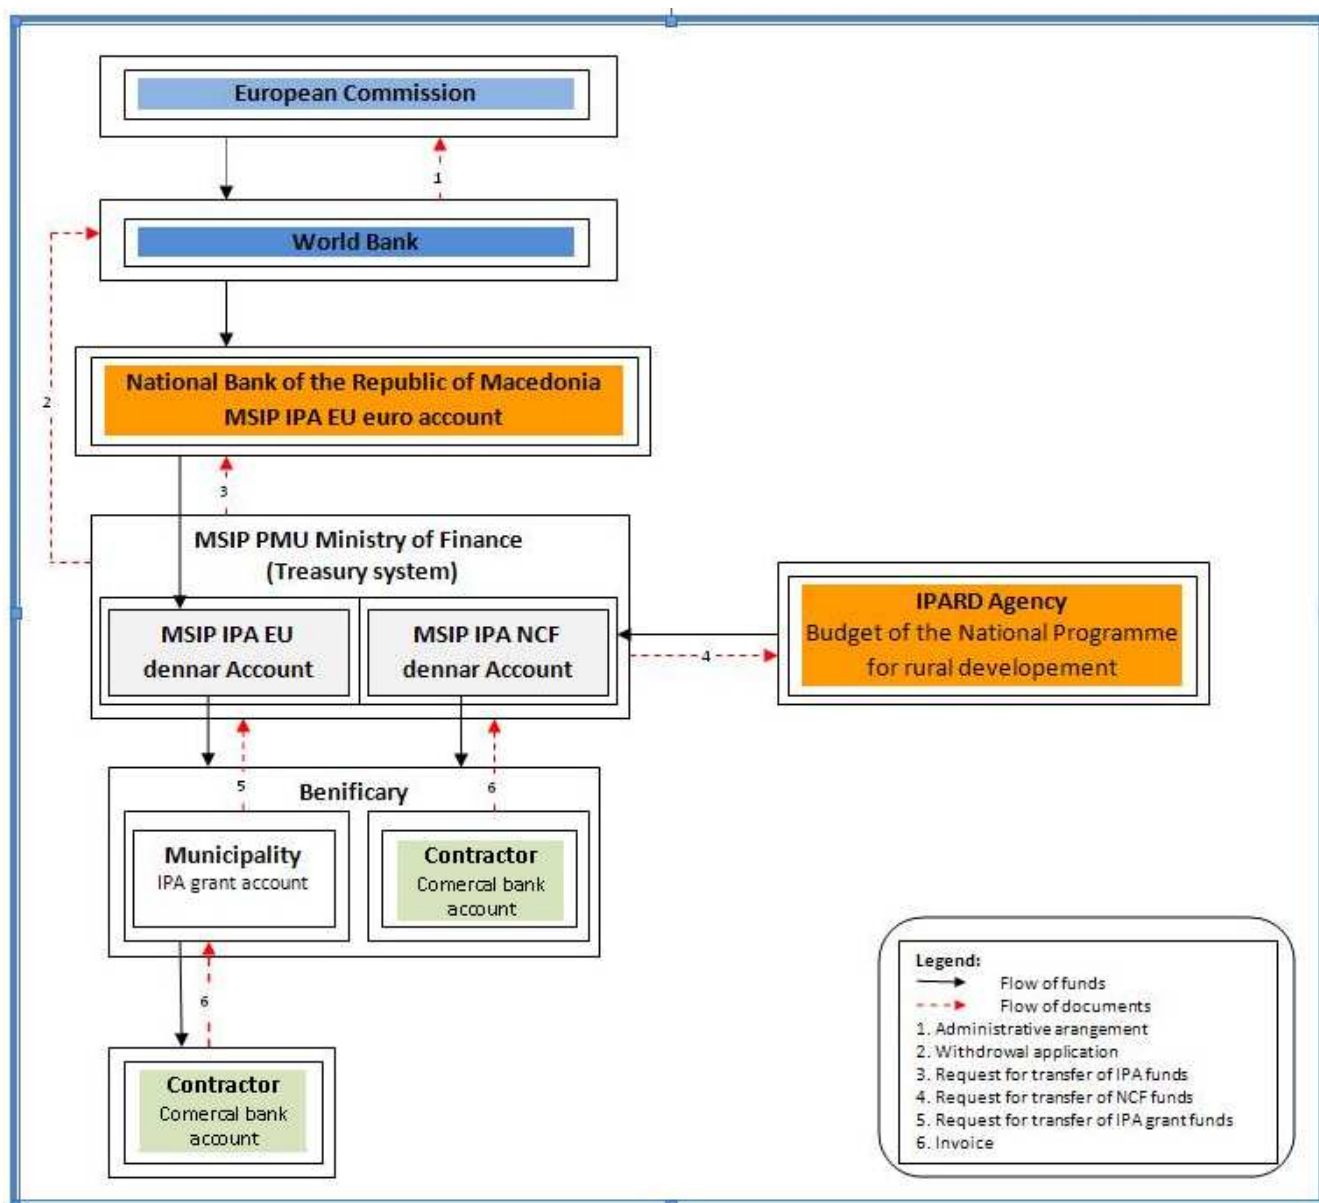 European Commission
1
World Bank
2
National Bank of the Republic of Macedonia
MSIP IPA EU euro account
3
MSIP PMU Ministry of Finance
(Treasury system)
MSIP IPA EU
dennar Account
MSIP IPA NCF
dennar Account
4
IPARD Agency
Budget of the National Programme
for rural developement
5
6
Benificary
Municipality
IPA grant account
Contractor
Comercal bank
account
6
Contractor
Comercal bank
account
Legend:
Flow of funds
Flow of documents
1. Administrative arangement
2. Withdrowal application
3. Request for transfer of IPA funds
4. Request for transfer of NCF funds
5. Request for transfer of IPA grant funds
6. Invoice